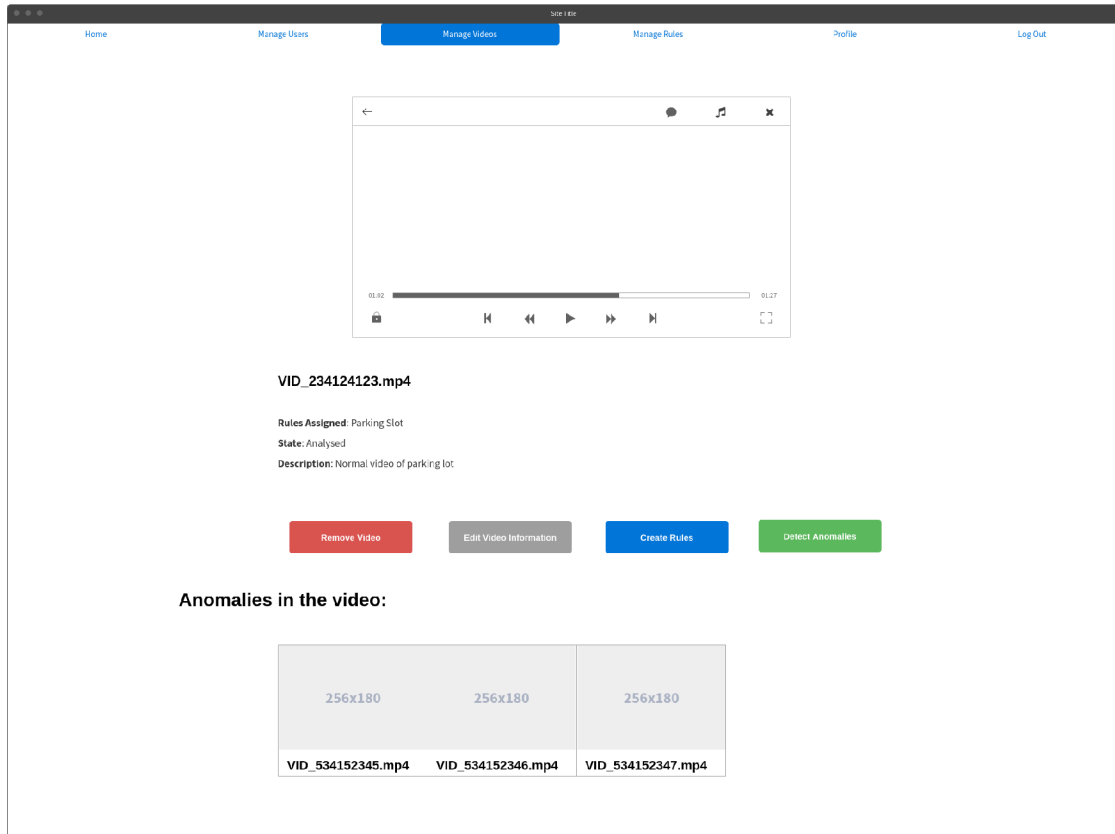 Site Title
Home Manage Users Manage Videos Manage Rules Profile Log Out
01:02 01:27
VID_234124123.mp4
Rules Assigned: Parking Slot
State: Analysed
Description: Normal video of parking lot
Remove Video Edit Video Information Create Rules Detect Anomalies
Anomalies in the video:
256x180 256x180 256x180
VID_534152345.mp4 VID_534152346.mp4 VID_534152347.mp4